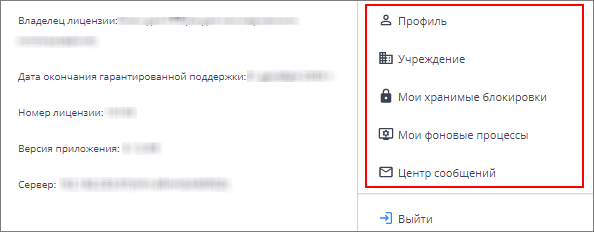 Владелец лицензии:
Дата окончания гарантированной поддержки:
Номер лицензии:
Версия приложения:
Сервер:
Профиль
Учреждение
Мои хранимые блокировки
Мои фоновые процессы
Центр сообщений
Выйти